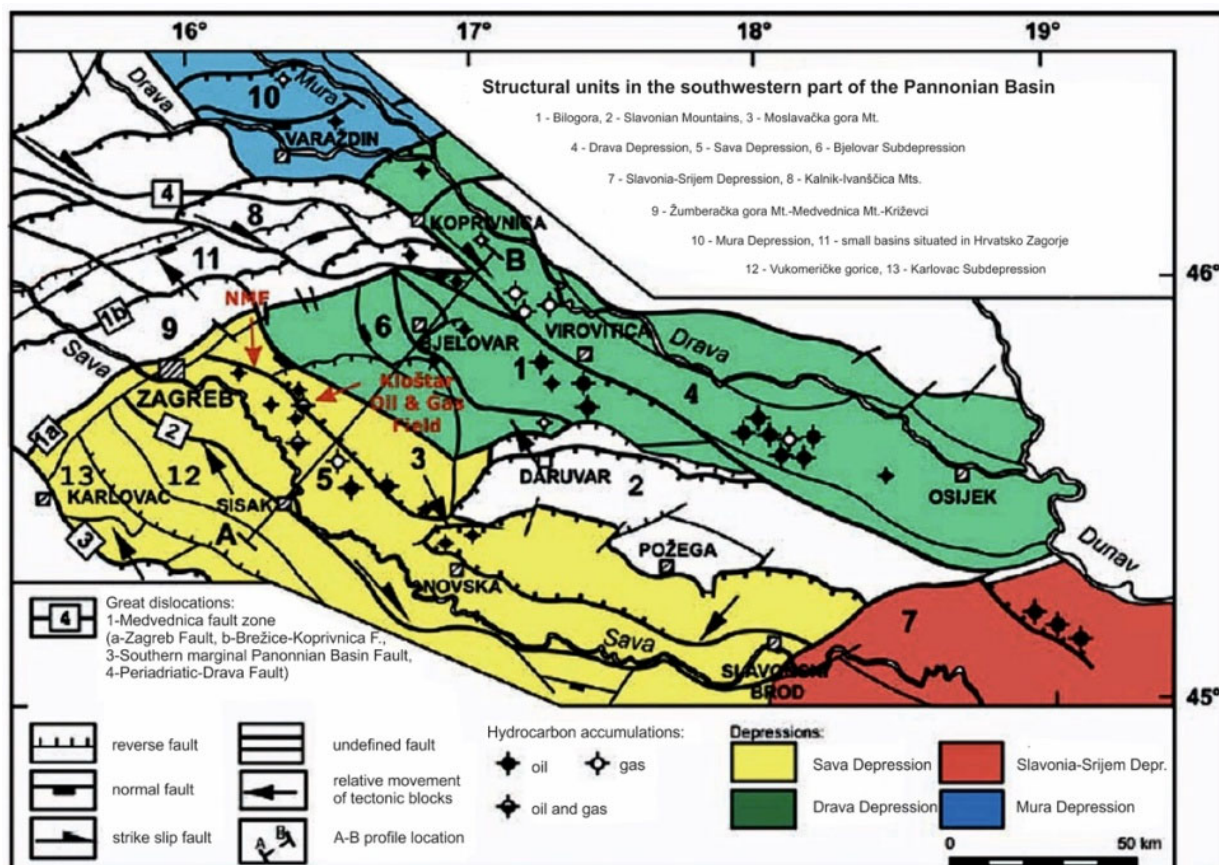 16°
17°
18°
19°
Structural units in the southwestern part of the Pannonian Basin
1 - Bilogora, 2 - Slavonian Mountains, 3 - Moslavačka gora Mt.
4 - Drava Depression, 5 - Sava Depression, 6 - Bjelovar Subdepression
7 - Slavonia-Srijem Depression, 8 - Kalnik-Ivanščica Mts.
9 - Žumberačka gora Mt.-Medvednica Mt.-Križevci
10 - Mura Depression, 11 - small basins situated in Hrvatsko Zagorje
12 - Vukomeričke gorice, 13 - Karlovac Subdepression
Drava
Mura
10
VARAŽDIN
4
8
KOPRIVNICA
B
11
46°
NMF
1b
9
6
BJELOVAR
VIROVITICA
Drava
Sava
1
4
ZAGREB
Kloštar
Oil & Gas
Field
1a
2
3
13
12
5
DARUVAR
2
OSIJEK
KARLOVAC
SISAK
A
3
POŽEGA
Dunav
NOVSKA
7
Sava
SLAVONSKI
BROD
45°
4
Great dislocations:
1-Medvednica fault zone
(a-Zagreb Fault, b-Brežice-Koprivnica F.,
3-Southern marginal Panonnian Basin Fault,
4-Periadriatic-Drava Fault)
reverse fault
normal fault
strike slip fault
undefined fault
relative movement
of tectonic blocks
A B
A-B profile location
Hydrocarbon accumulations:
oil
gas
oil and gas
Depressions:
Sava Depression
Slavonia-Srijem Depr.
Drava Depression
Mura Depression
0
50 km